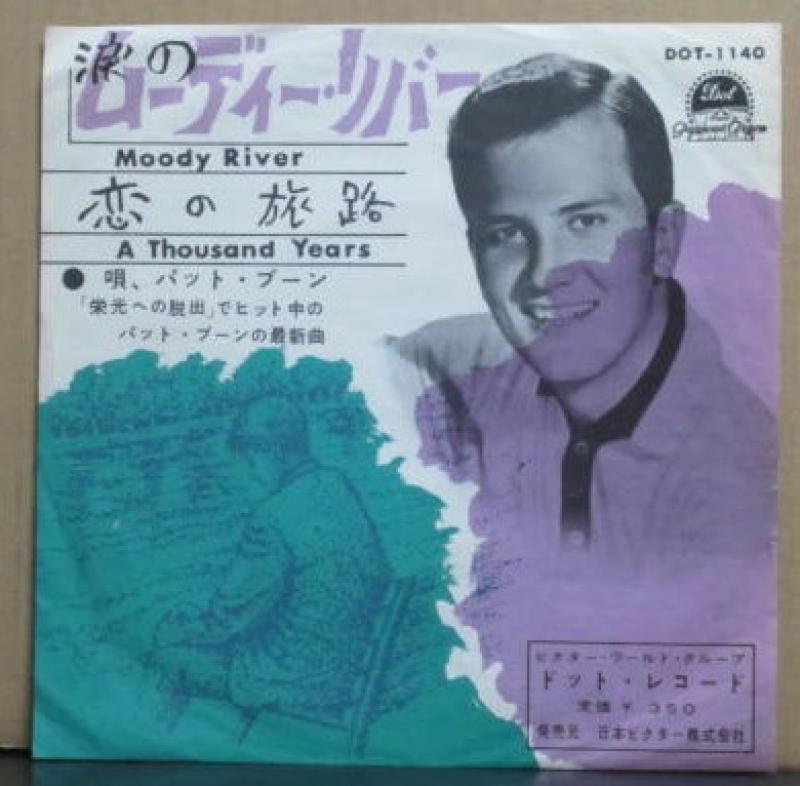 涙の
ムーディー・リバー
Moody River
恋の旅路
A Thousand Years
● 唄、パット・ブーン
「栄光への脱出」でヒット中の
パット・ブーンの最新曲
DOT-1140
Dot
ビクター・ワールド・グループ
ドット・レコード
定価 ¥ 350
発売元 日本ビクター株式会社